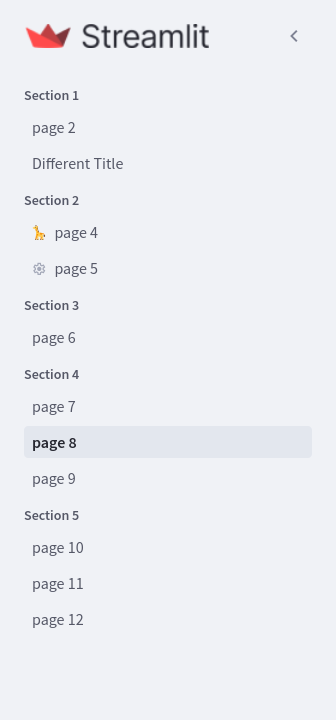 Streamlit
Section 1
page 2
Different Title
Section 2
page 4
page 5
Section 3
page 6
Section 4
page 7
page 8
page 9
Section 5
page 10
page 11
page 12